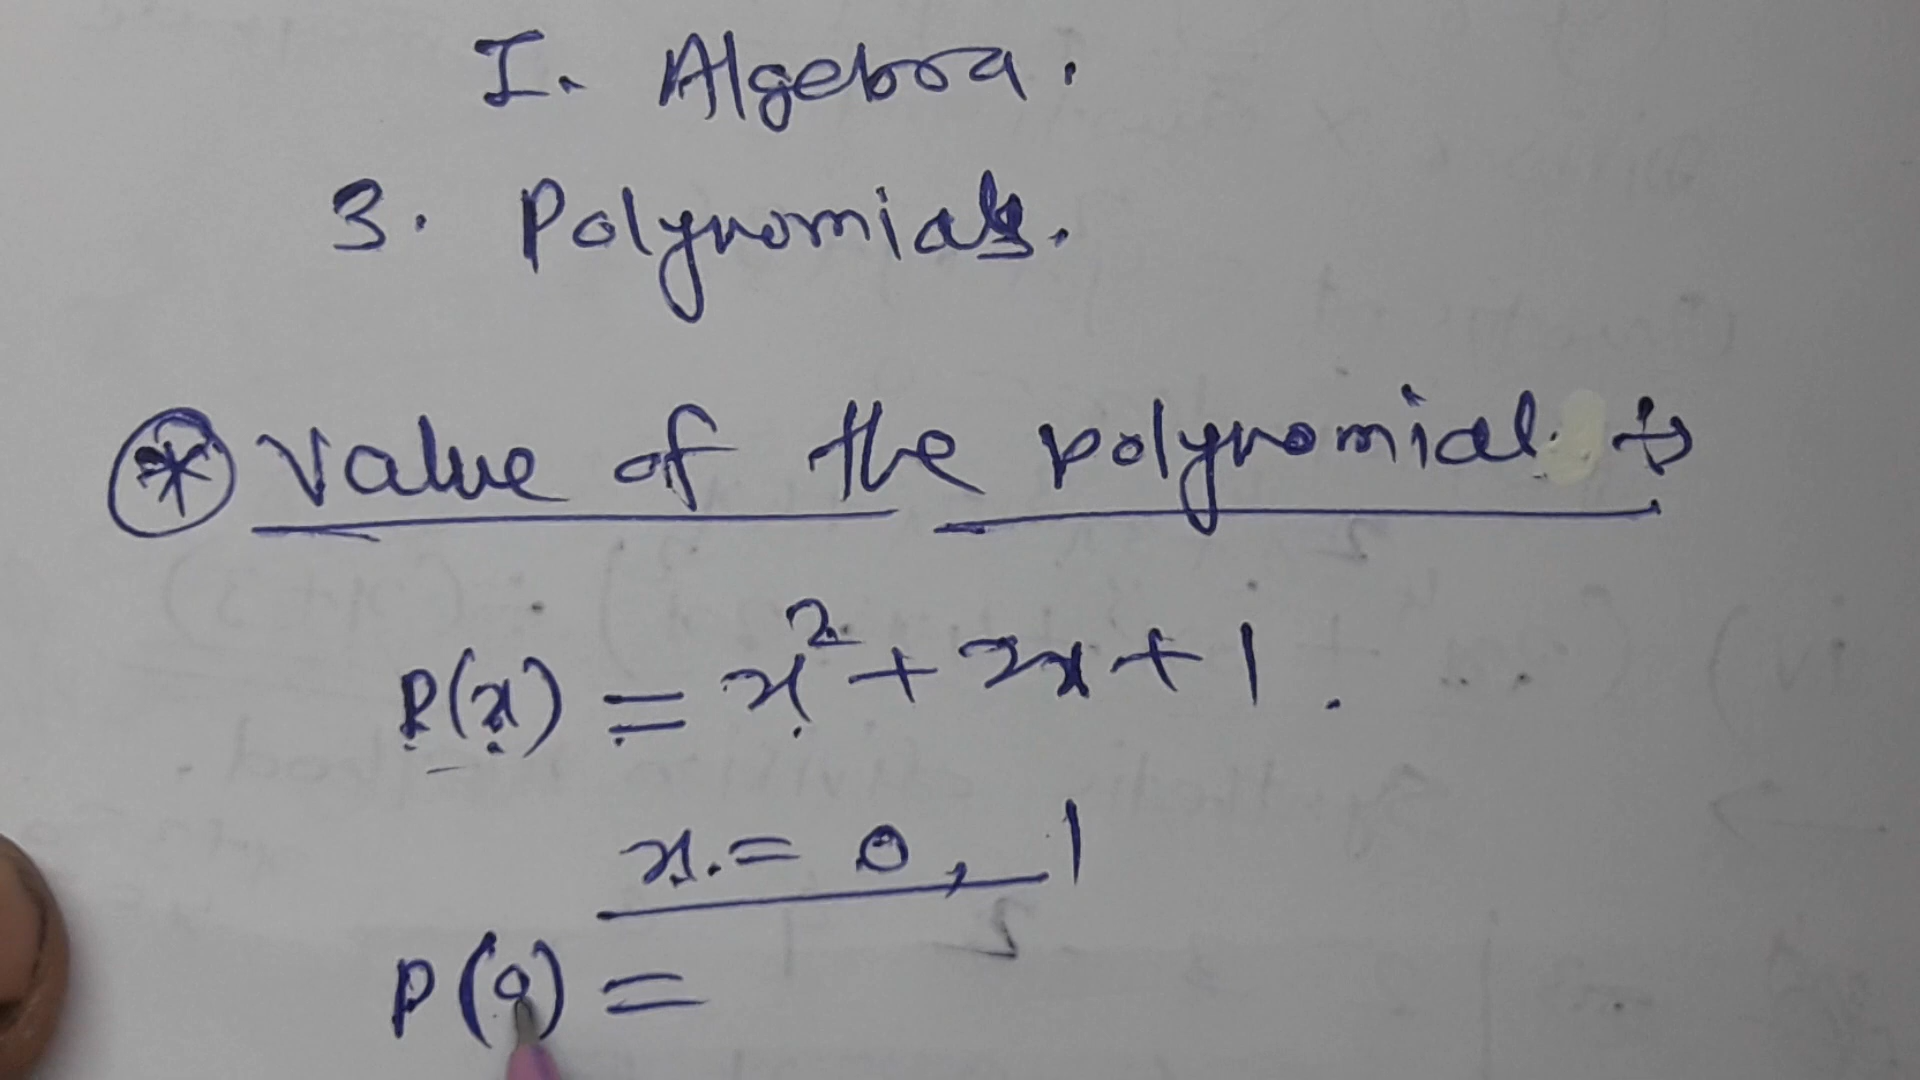 I. Algebra.
3. Polynomials.
* Value of the polynomial :→
P(x) = x² + 2x + 1.
x = 0, 1
P(0) =